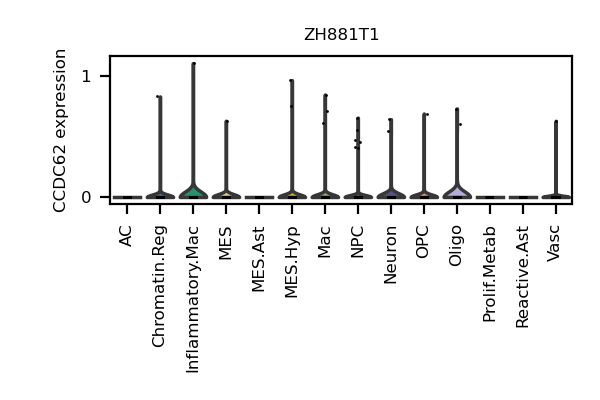 ZH881T1
CCDC62 expression
1
0
AC
Chromatin.Reg
Inflammatory.Mac
MES
MES.Ast
MES.Hyp
Mac
NPC
Neuron
OPC
Oligo
Prolif.Metab
Reactive.Ast
Vasc